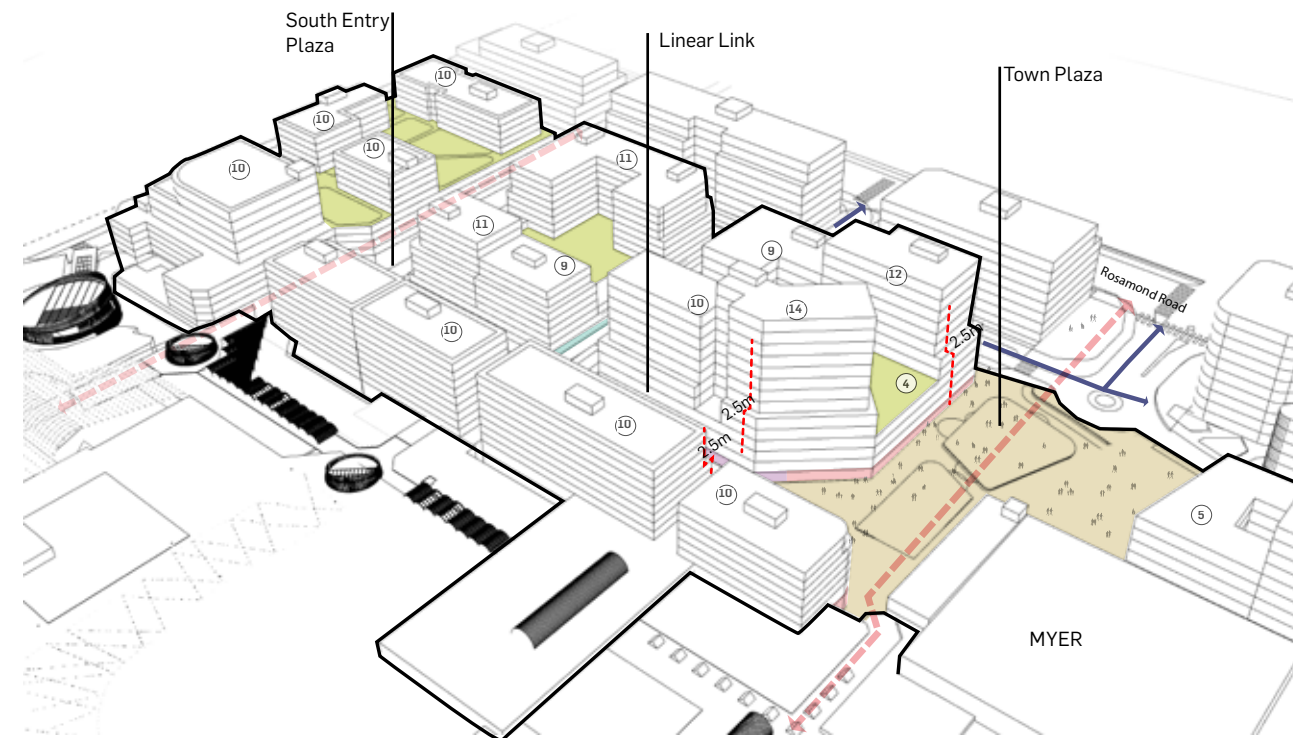 South Entry
Plaza
Linear Link
Town Plaza
10
10
10
10
11
11
9
9
12
Rosamond Road
10
14
10
2.5m
4
2.5m
10
2.5m
10
5
MYER